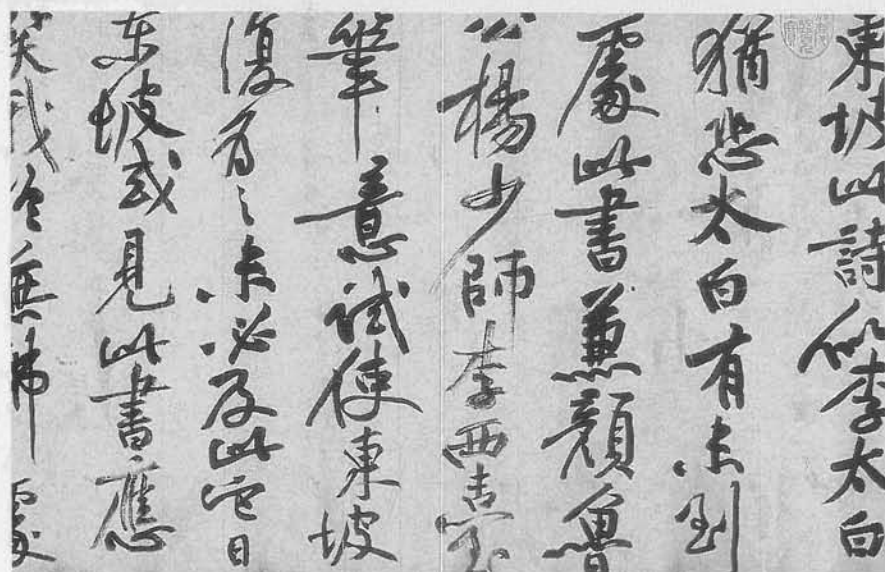 東坡此詩似李太白
猶恐太白有未到
處此書兼顏魯
公楊少師李西臺
筆意試使東坡
復為之未必及此它日
东坡或見此書應
笑我於無佛處